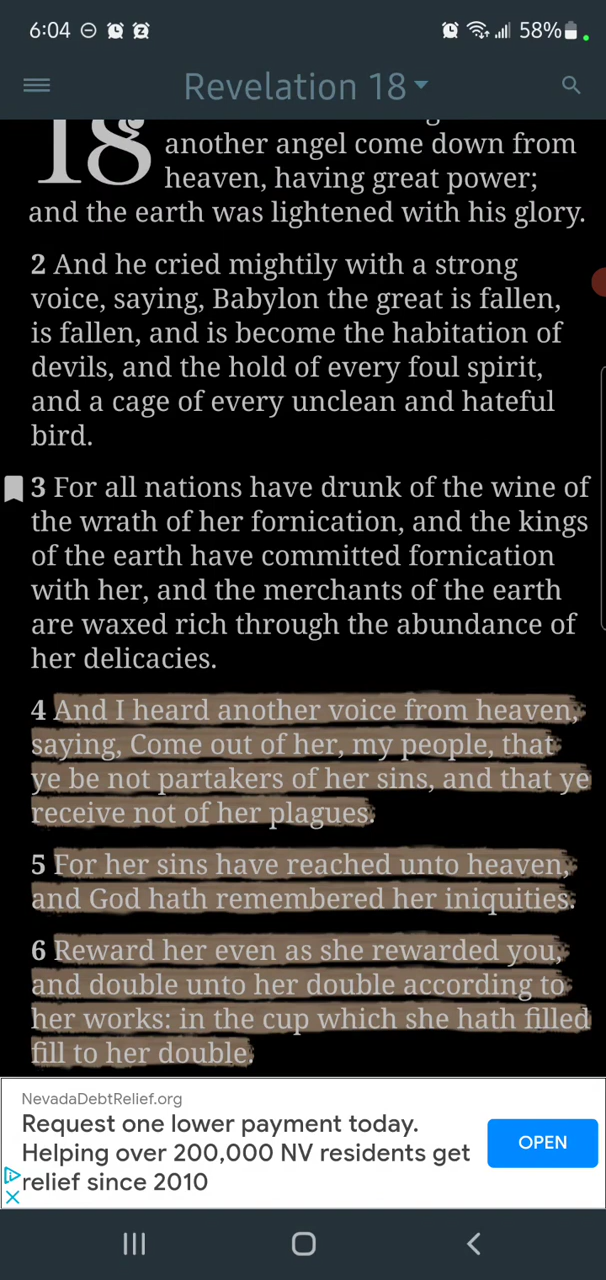 6:04
58%
Revelation 18
18
another angel come down from
heaven, having great power;
and the earth was lightened with his glory.
2 And he cried mightily with a strong
voice, saying, Babylon the great is fallen,
is fallen, and is become the habitation of
devils, and the hold of every foul spirit,
and a cage of every unclean and hateful
bird.
3 For all nations have drunk of the wine of
the wrath of her fornication, and the kings
of the earth have committed fornication
with her, and the merchants of the earth
are waxed rich through the abundance of
her delicacies.
4 And I heard another voice from heaven,
saying, Come out of her, my people, that
ye be not partakers of her sins, and that ye
receive not of her plagues.
5 For her sins have reached unto heaven,
and God hath remembered her iniquities.
6 Reward her even as she rewarded you,
and double unto her double according to
her works: in the cup which she hath filled
fill to her double.
NevadaDebtRelief.org
Request one lower payment today.
Helping over 200,000 NV residents get
relief since 2010
OPEN